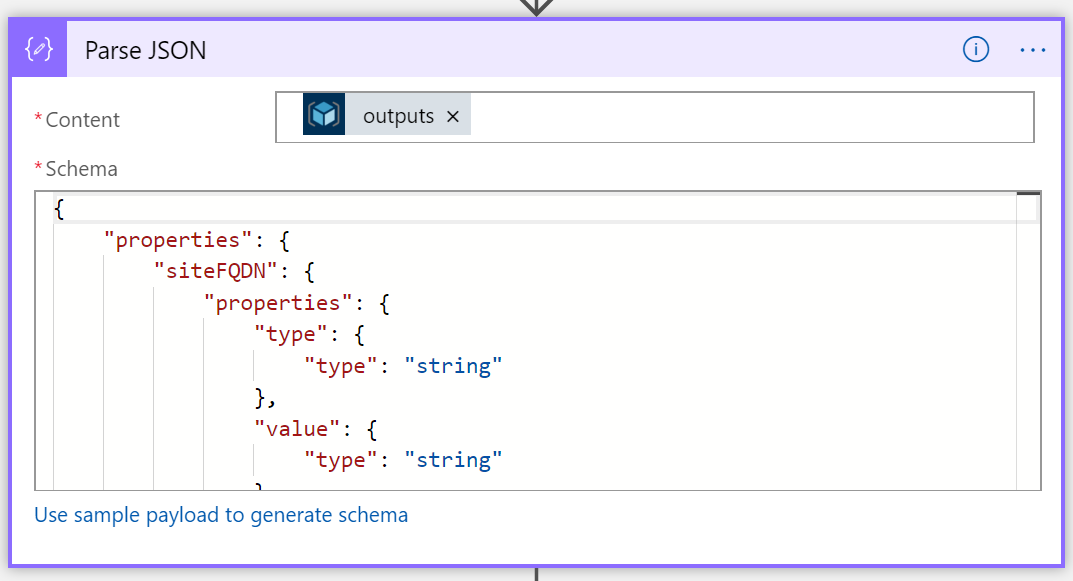 Parse JSON
* Content
outputs ×
* Schema
{
"properties": {
"siteFQDN": {
"properties": {
"type": {
"type": "string"
},
"value": {
"type": "string"
Use sample payload to generate schema